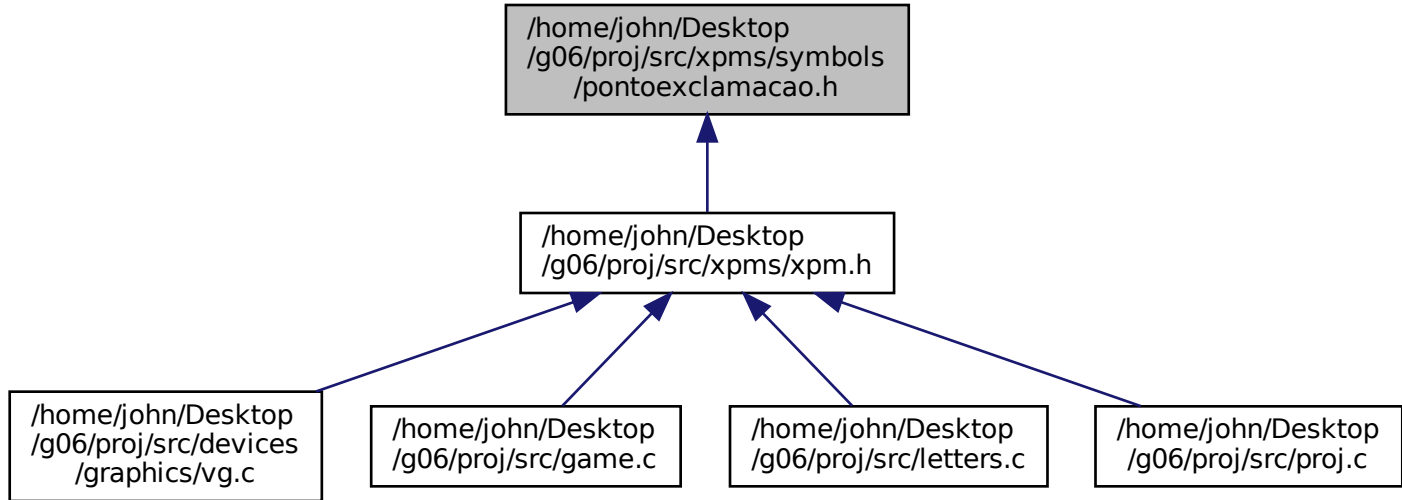 /home/john/Desktop
/g06/proj/src/xpms/symbols
/pontoexclamacao.h
/home/john/Desktop
/g06/proj/src/xpms/xpm.h
/home/john/Desktop
/g06/proj/src/devices
/graphics/vg.c
/home/john/Desktop
/g06/proj/src/game.c
/home/john/Desktop
/g06/proj/src/letters.c
/home/john/Desktop
/g06/proj/src/proj.c